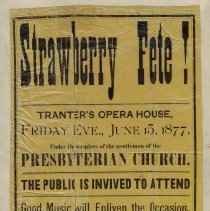 Strawberry Fete !
TRANTER'S OPERA HOUSE,
FRIDAY EVE., JUNE 15, 1877,
Under the auspices of the gentlemen of the
PRESBYTERIAN CHURCH.
THE PUBLIC IS INVIVED TO ATTEND
Good Music will Enliven the Occasion.